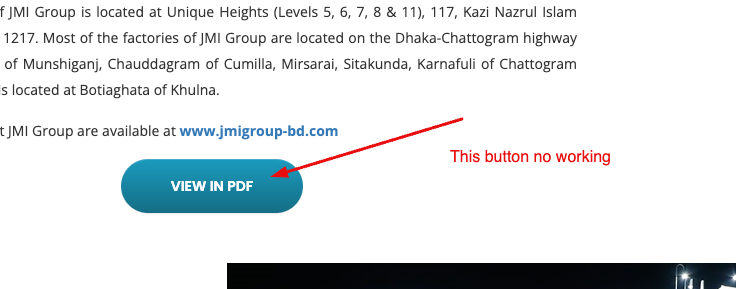 f JMI Group is located at Unique Heights (Levels 5, 6, 7, 8 & 11), 117, Kazi Nazrul Islam
1217. Most of the factories of JMI Group are located on the Dhaka-Chattogram highway
of Munshiganj, Chauddagram of Cumilla, Mirsarai, Sitakunda, Karnafuli of Chattogram
is located at Botiaghata of Khulna.
t JMI Group are available at www.jmigroup-bd.com
This button no working
VIEW IN PDF